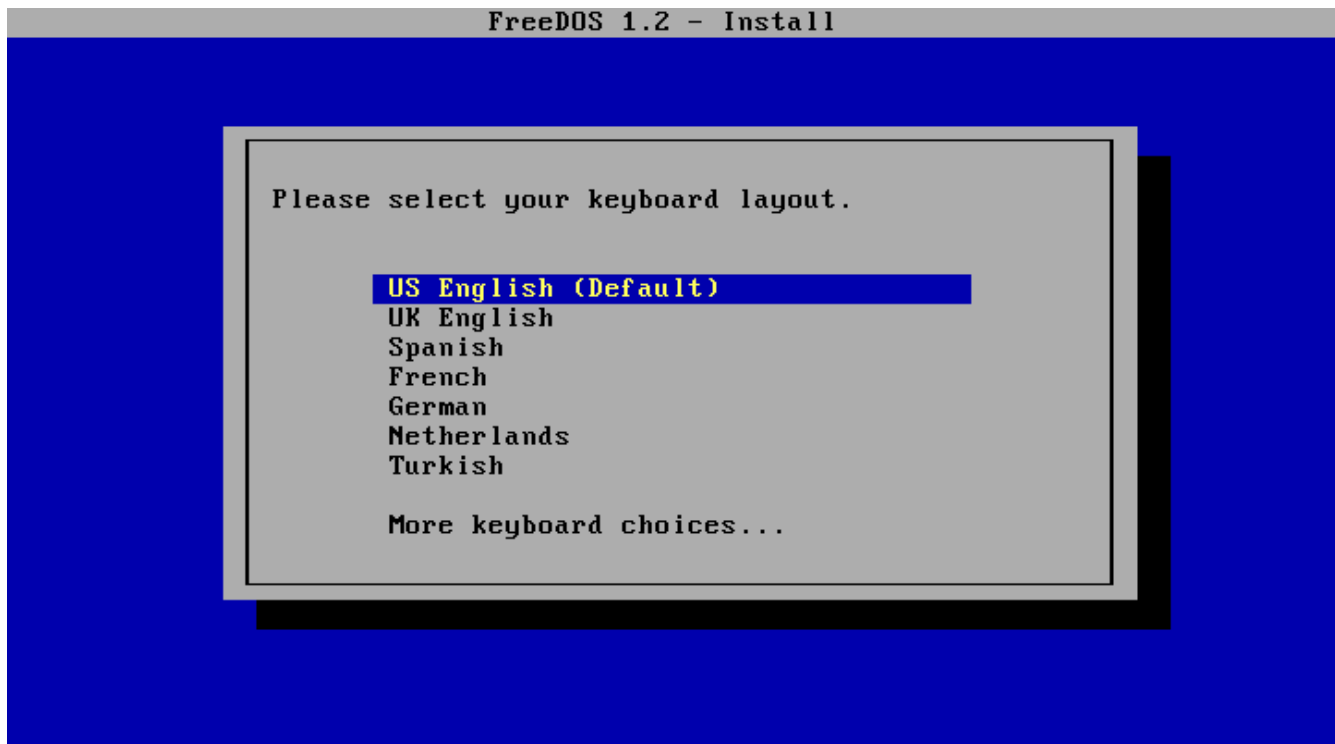 FreeDOS 1.2 - Install
Please select your keyboard layout.
US English (Default)
UK English
Spanish
French
German
Netherlands
Turkish
More keyboard choices...